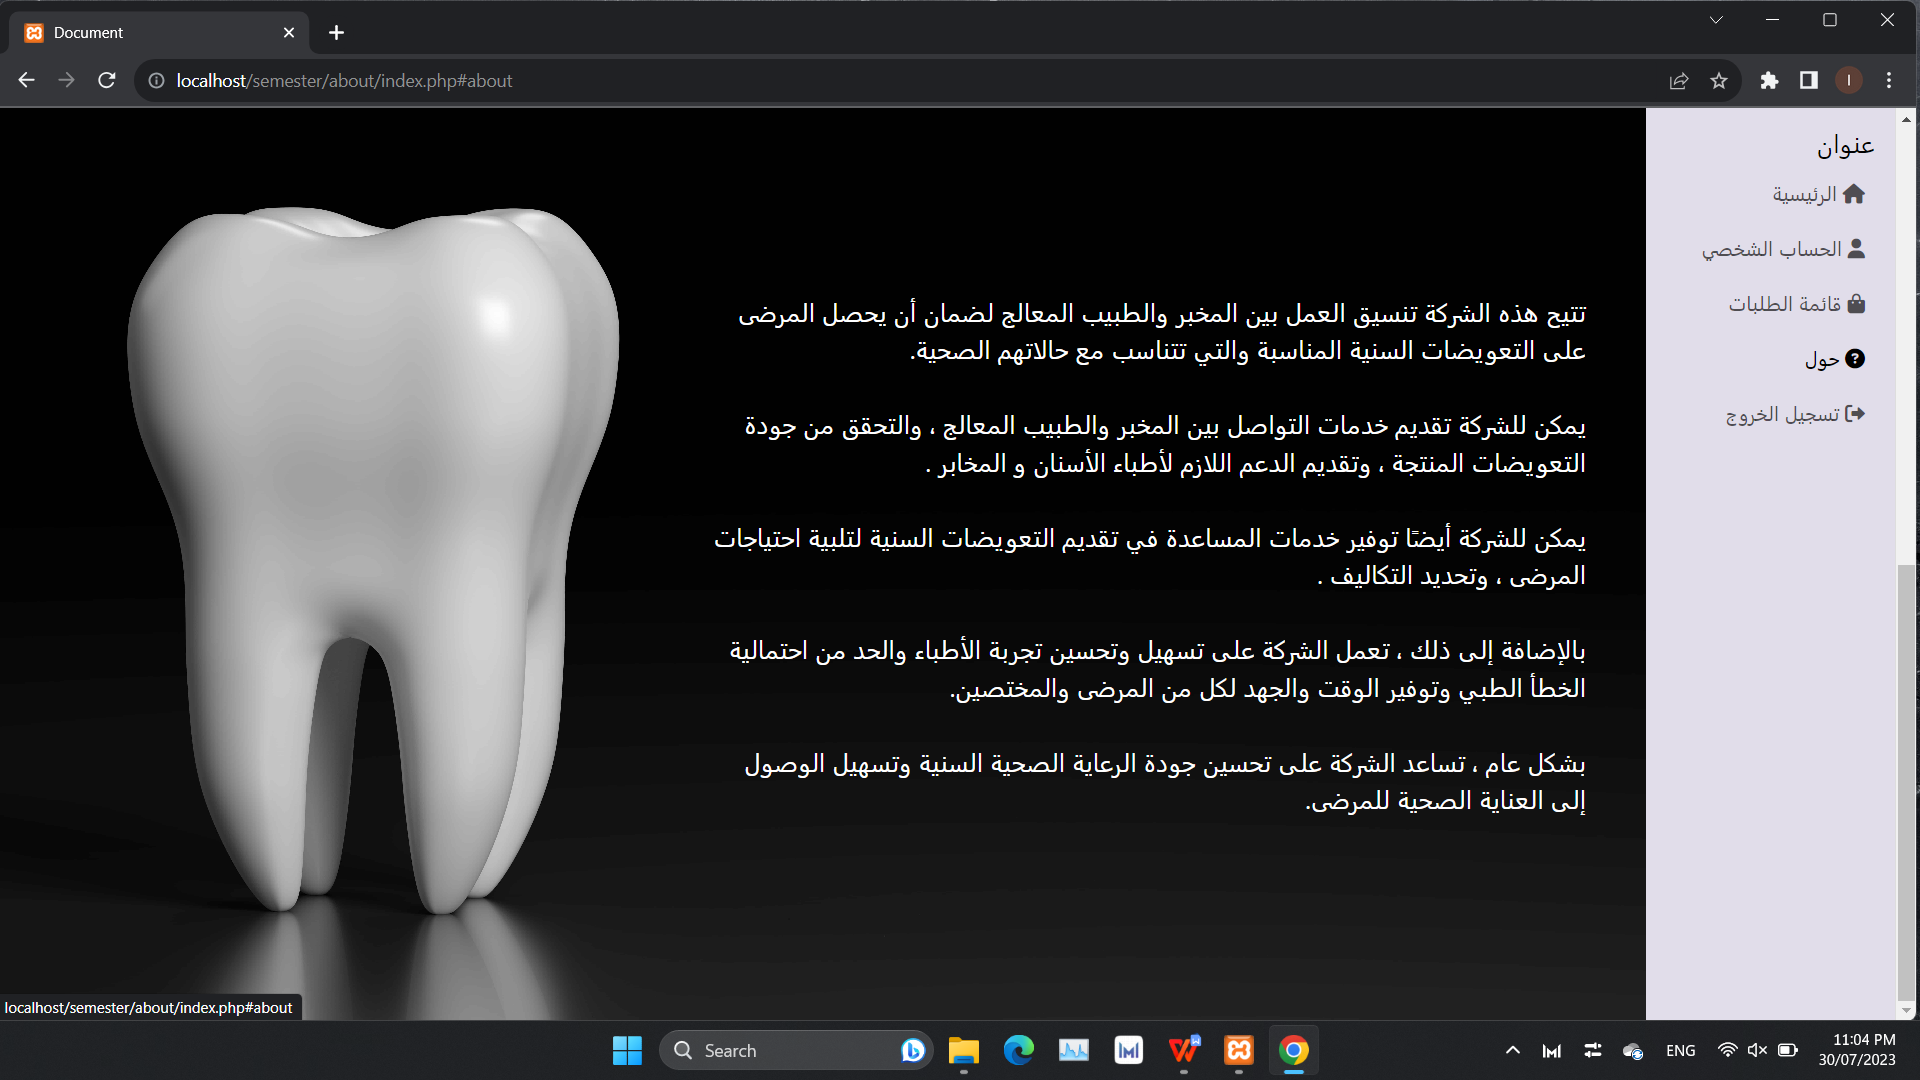 Document
localhost/semester/about/index.php#about
I
عنوان
الرئيسية
الحساب الشخصي
قائمة الطلبات
حول
تسجيل الخروج
تتيح هذه الشركة تنسيق العمل بين المخبر والطبيب المعالج لضمان أن يحصل المرضى
على التعويضات السنية المناسبة والتي تتناسب مع حالاتهم الصحية.
يمكن للشركة تقديم خدمات التواصل بين المخبر والطبيب المعالج ، والتحقق من جودة
التعويضات المنتجة ، وتقديم الدعم اللازم لأطباء الأسنان و المخابر .
يمكن للشركة أيضًا توفير خدمات المساعدة في تقديم التعويضات السنية لتلبية احتياجات
المرضى ، وتحديد التكاليف .
بالإضافة إلى ذلك ، تعمل الشركة على تسهيل وتحسين تجربة الأطباء والحد من احتمالية
الخطأ الطبي وتوفير الوقت والجهد لكل من المرضى والمختصين.
بشكل عام ، تساعد الشركة على تحسين جودة الرعاية الصحية السنية وتسهيل الوصول
إلى العناية الصحية للمرضى.
localhost/semester/about/index.php#about
Search
ENG
11:04 PM
30/07/2023